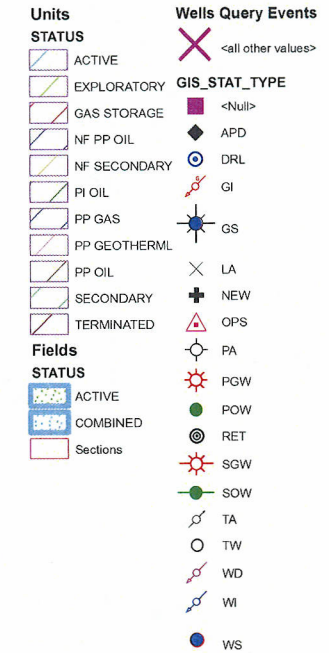 Units
STATUS
ACTIVE
EXPLORATORY
GAS STORAGE
NF PP OIL
NF SECONDARY
PI OIL
PP GAS
PP GEOTHERML
PP OIL
SECONDARY
TERMINATED
Fields
STATUS
ACTIVE
COMBINED
Sections
Wells Query Events
<all other values>
GIS_STAT_TYPE
<Null>
APD
DRL
G
GI
GS
LA
NEW
OPS
PA
PGW
POW
RET
SGW
SOW
TA
TW
WD
WI
WS